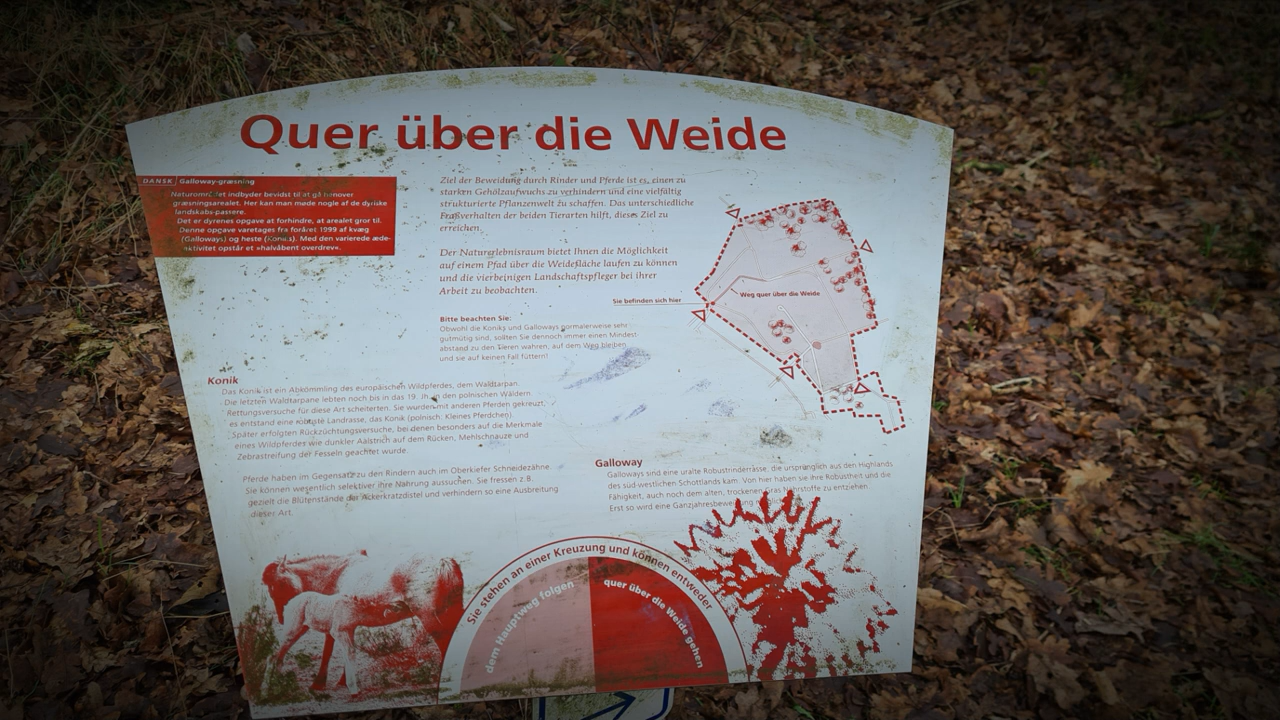 Quer über die Weide
DANSK Galloway-græsning
Naturområdet indbyder bevidst til at gå henover
græsningsarealet. Her kan man møde nogle af de dyriske
landskabs-passere.
Det er dyrenes opgave at forhindre, at arealet gror til.
Denne opgave varetages fra foråret 1999 af kvæg
(Galloways) og heste (Koniks). Med den varierede æde-
aktivitet opstår et »halvåbent overdrev«.
Ziel der Beweidung durch Rinder und Pferde ist es, einen zu
starken Gehölzaufwuchs zu verhindern und eine vielfältig
strukturierte Pflanzenwelt zu schaffen. Das unterschiedliche
Fraßverhalten der beiden Tierarten hilft, dieses Ziel zu
erreichen.
Der Naturerlebnisraum bietet Ihnen die Möglichkeit
auf einem Pfad über die Weidefläche laufen zu können
und die vierbeinigen Landschaftspfleger bei ihrer
Arbeit zu beobachten.
Sie befinden sich hier
Weg quer über die Weide
Bitte beachten Sie:
Obwohl die Koniks und Galloways normalerweise sehr
gutmütig sind, sollten Sie dennoch immer einen Mindest-
abstand zu den Tieren wahren, auf dem Weg bleiben
und sie auf keinen Fall füttern!
Konik
Das Konik ist ein Abkömmling des europäischen Wildpferdes, dem Waldtarpan.
Die letzten Waldtarpane lebten noch bis in das 19. Jh. in den polnischen Wäldern.
Rettungsversuche für diese Art scheiterten. Sie wurden mit anderen Pferden gekreuzt,
es entstand eine robuste Landrasse, das Konik (polnisch: Kleines Pferdchen).
Später erfolgten Rückzüchtungsversuche, bei denen besonders auf die Merkmale
eines Wildpferdes wie dunkler Aalstrich auf dem Rücken, Mehlschnauze und
Zebrastreifung der Fesseln geachtet wurde.
Pferde haben im Gegensatz zu den Rindern auch im Oberkiefer Schneidezähne.
Sie können wesentlich selektiver ihre Nahrung aussuchen. Sie fressen z.B.
gezielt die Blütenstände der Ackerkratzdistel und verhindern so eine Ausbreitung
dieser Art.
Galloway
Galloways sind eine uralte Robustrinderrasse, die ursprünglich aus den Highlands
des süd-westlichen Schottlands kam. Von hier haben sie ihre Robustheit und die
Fähigkeit, auch noch dem alten, trockenen Gras Nährstoffe zu entziehen.
Erst so wird eine Ganzjahresbeweidung
Sie stehen an einer Kreuzung und können entweder
dem Hauptweg folgen
quer über die Weide gehen